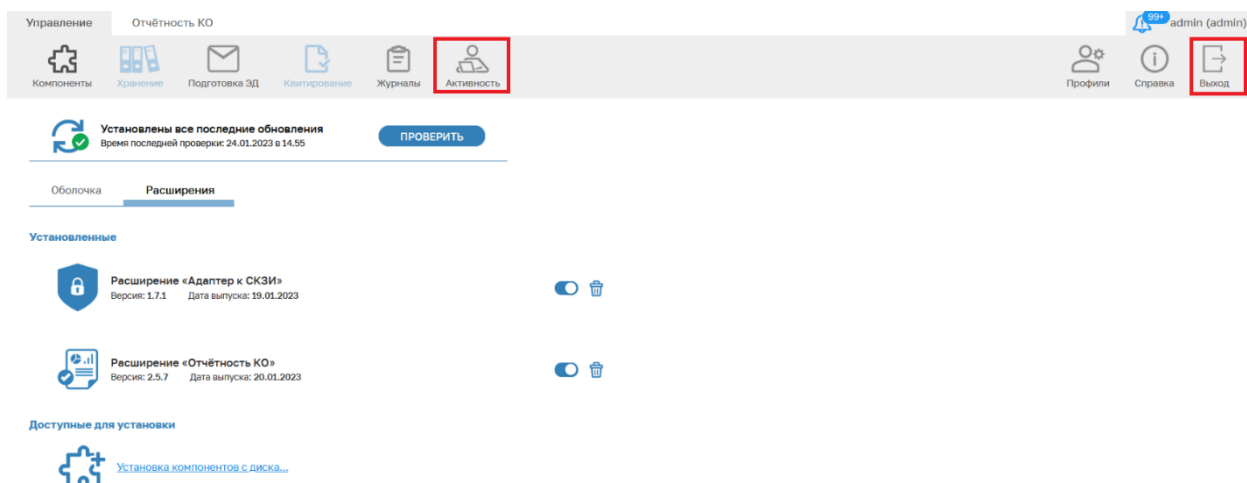 Управление Отчётность КО 99+ admin (admin)
Компоненты Хранение Подготовка ЭД Квитирование Журналы Активность Профили Справка Выход
Установлены все последние обновления
Время последней проверки: 24.01.2023 в 14.55
ПРОВЕРИТЬ
Оболочка Расширения
Установленные
Расширение «Адаптер к СКЗИ»
Версия: 1.7.1 Дата выпуска: 19.01.2023
Расширение «Отчётность КО»
Версия: 2.5.7 Дата выпуска: 20.01.2023
Доступные для установки
Установка компонентов с диска...